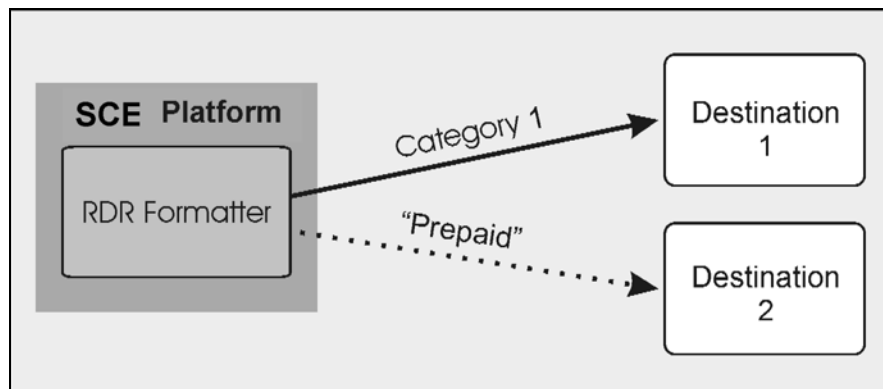 SCE Platform
RDR Formatter
Category 1
“Prepaid”
Destination
1
Destination
2